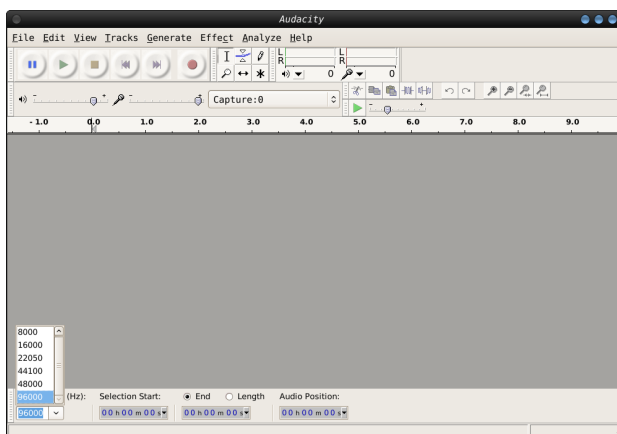 Audacity
File Edit View Tracks Generate Effect Analyze Help
L
R
L
R
0
0
- +
- +
Capture:0
- +
- 1.0 0.0 1.0 2.0 3.0 4.0 5.0 6.0 7.0 8.0 9.0
8000
16000
22050
44100
48000
96000
(Hz): Selection Start: End Length Audio Position:
96000 00 h 00 m 00 s 00 h 00 m 00 s 00 h 00 m 00 s